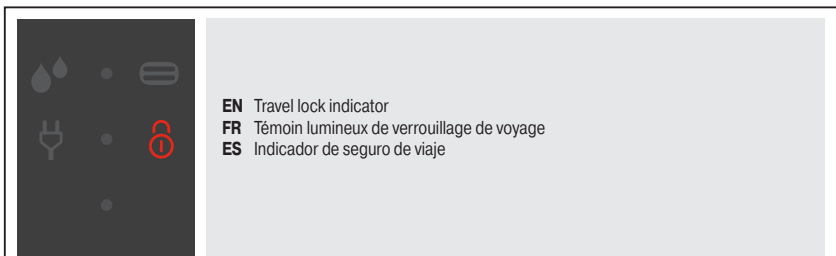 EN Travel lock indicator
FR Témoin lumineux de verrouillage de voyage
ES Indicador de seguro de viaje